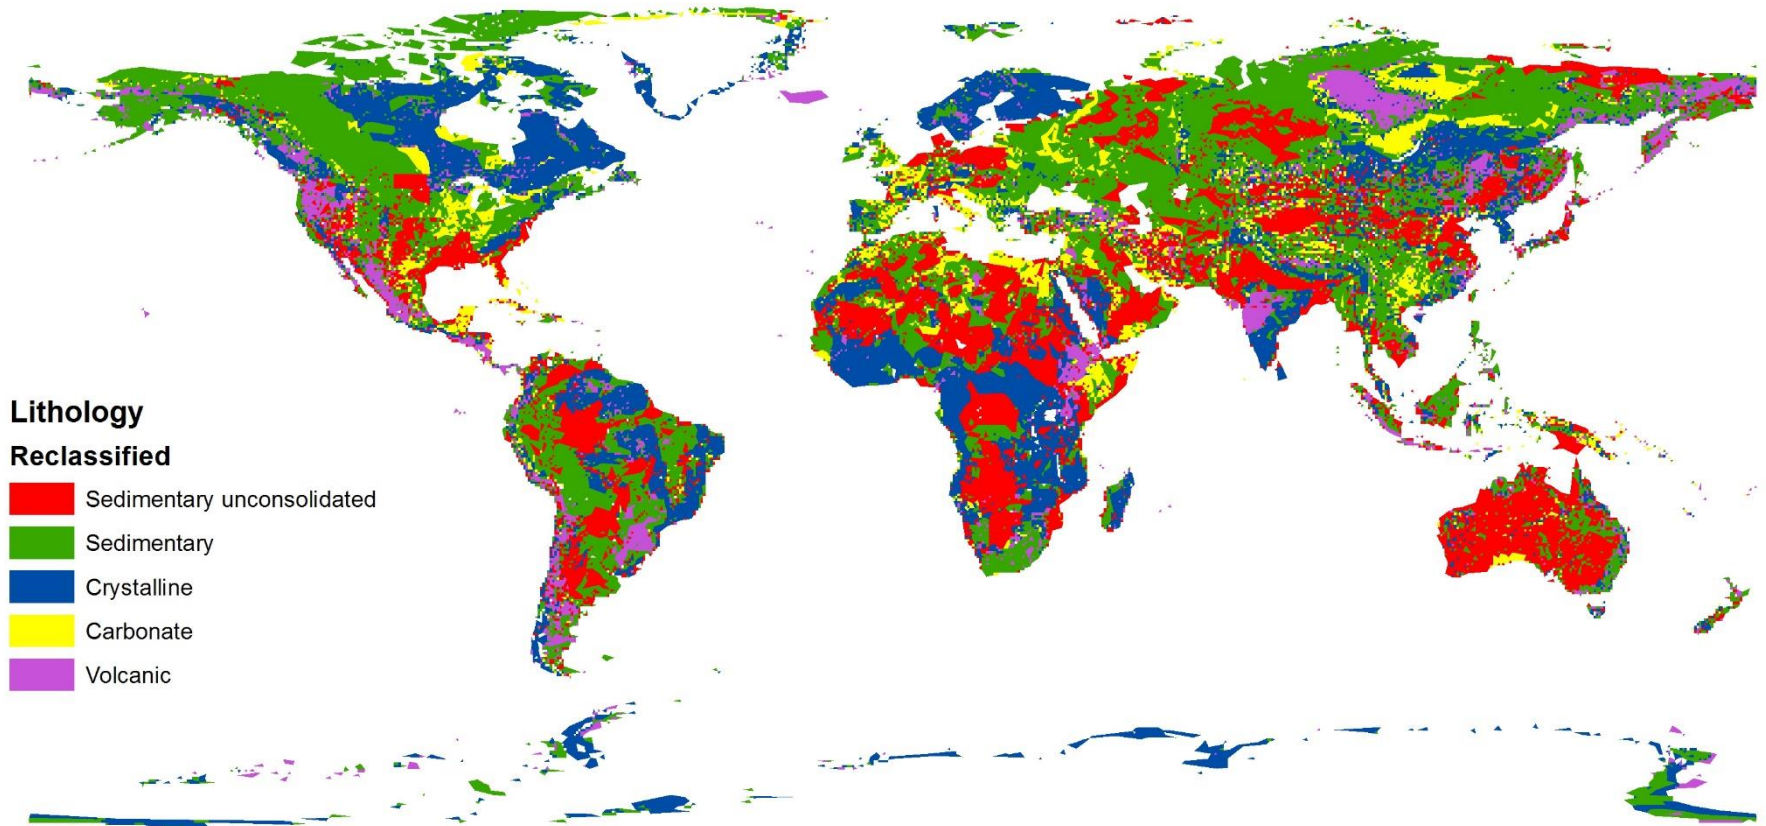 Lithology
Reclassified
Sedimentary unconsolidated
Sedimentary
Crystalline
Carbonate
Volcanic